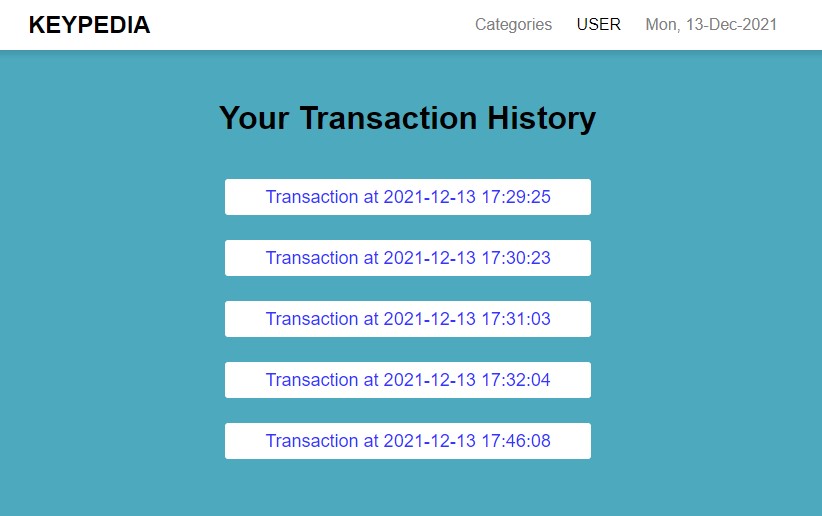 KEYPEDIA Categories USER Mon, 13-Dec-2021
Your Transaction History
Transaction at 2021-12-13 17:29:25
Transaction at 2021-12-13 17:30:23
Transaction at 2021-12-13 17:31:03
Transaction at 2021-12-13 17:32:04
Transaction at 2021-12-13 17:46:08